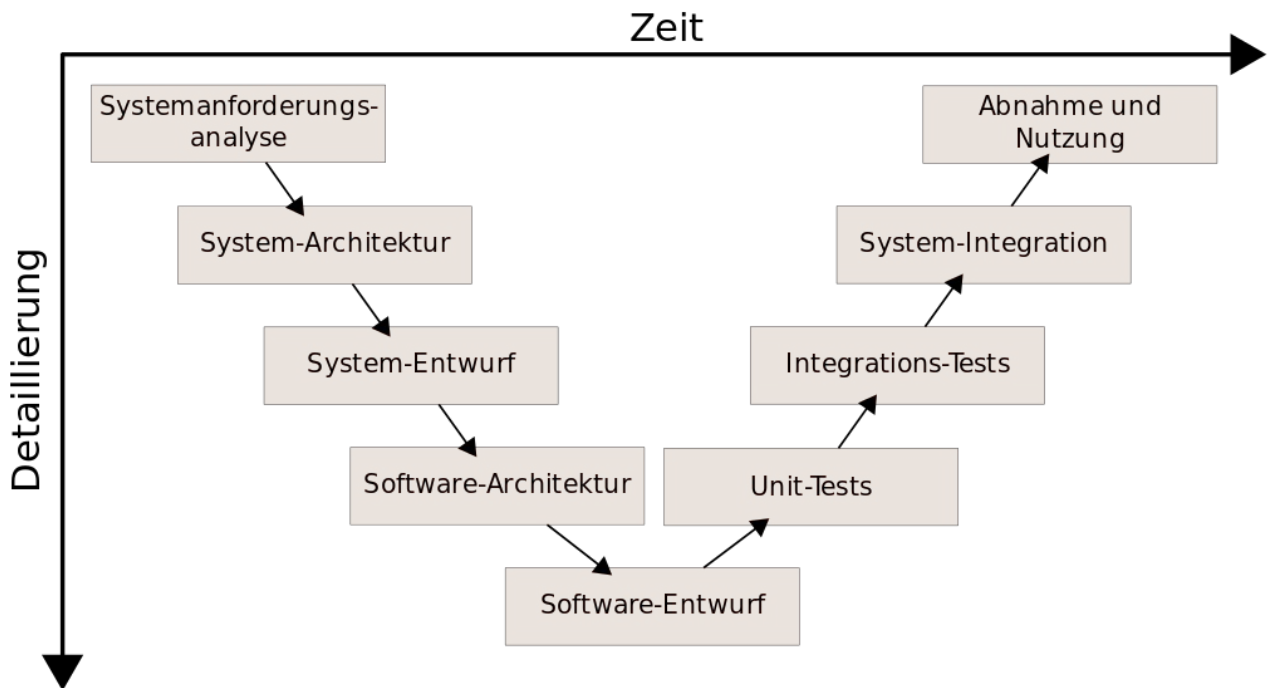 Zeit
Systemanforderungs-
analyse
Abnahme und
Nutzung
System-Architektur
System-Integration
Detaillierung
System-Entwurf
Integrations-Tests
Software-Architektur
Unit-Tests
Software-Entwurf